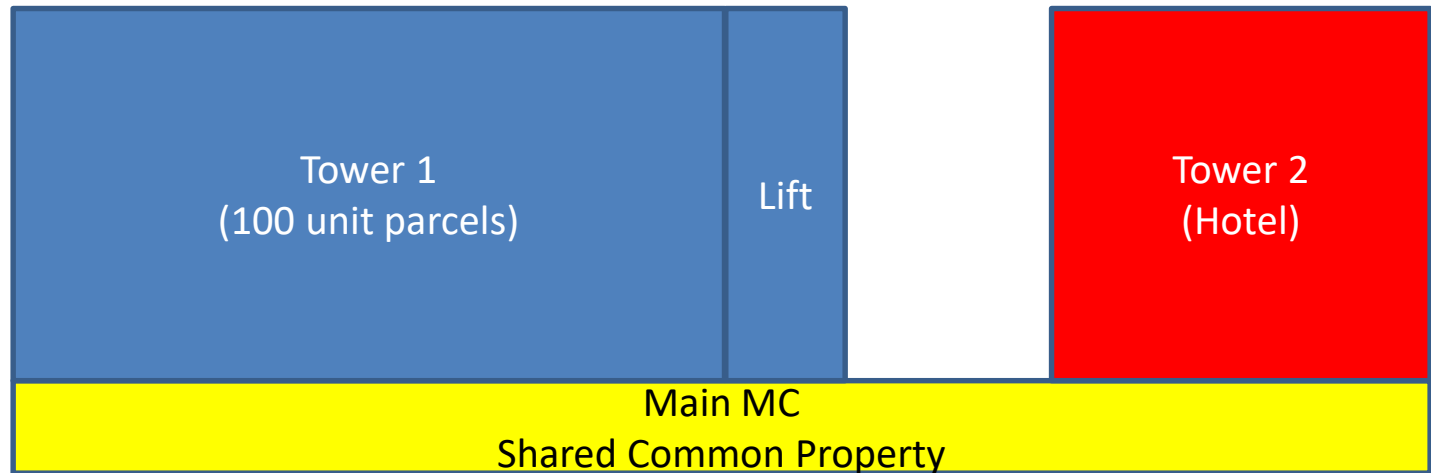 Tower 1
(100 unit parcels)
Lift
Tower 2
(Hotel)
Main MC
Shared Common Property